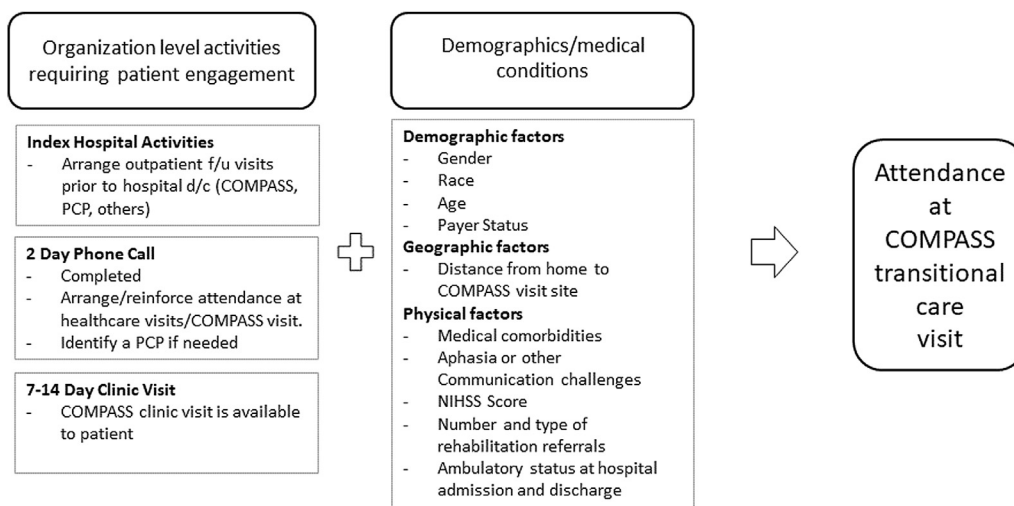 Organization level activities
requiring patient engagement
Index Hospital Activities
- Arrange outpatient f/u visits
prior to hospital d/c (COMPASS,
PCP, others)
2 Day Phone Call
- Completed
- Arrange/reinforce attendance at
healthcare visits/COMPASS visit.
- Identify a PCP if needed
7-14 Day Clinic Visit
- COMPASS clinic visit is available
to patient
Demographics/medical
conditions
Demographic factors
- Gender
- Race
- Age
- Payer Status
Geographic factors
- Distance from home to
COMPASS visit site
Physical factors
- Medical comorbidities
- Aphasia or other
Communication challenges
- NIHSS Score
- Number and type of
rehabilitation referrals
- Ambulatory status at hospital
admission and discharge
Attendance
at
COMPASS
transitional
care
visit